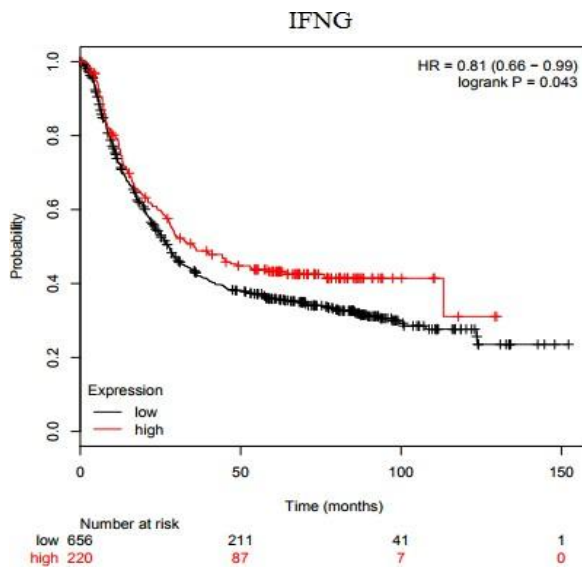 IFNG
HR = 0.81 (0.66 − 0.99)
logrank P = 0.043
Probability
1.0
0.8
0.6
0.4
0.2
0.0
Expression
low
high
0 50 100 150
Time (months)
Number at risk
low 656 211 41 1
high 220 87 7 0